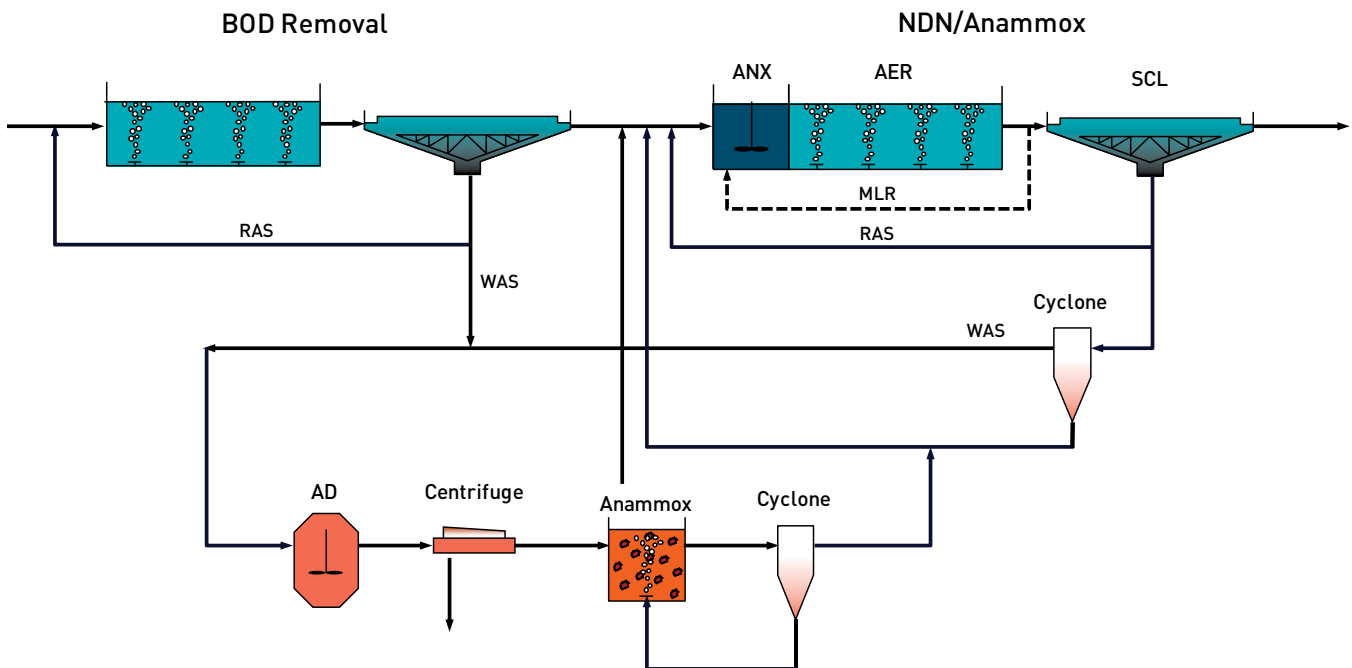 BOD Removal
NDN/Anammox
ANX
AER
SCL
MLR
RAS
RAS
WAS
Cyclone
WAS
AD
Centrifuge
Anammox
Cyclone